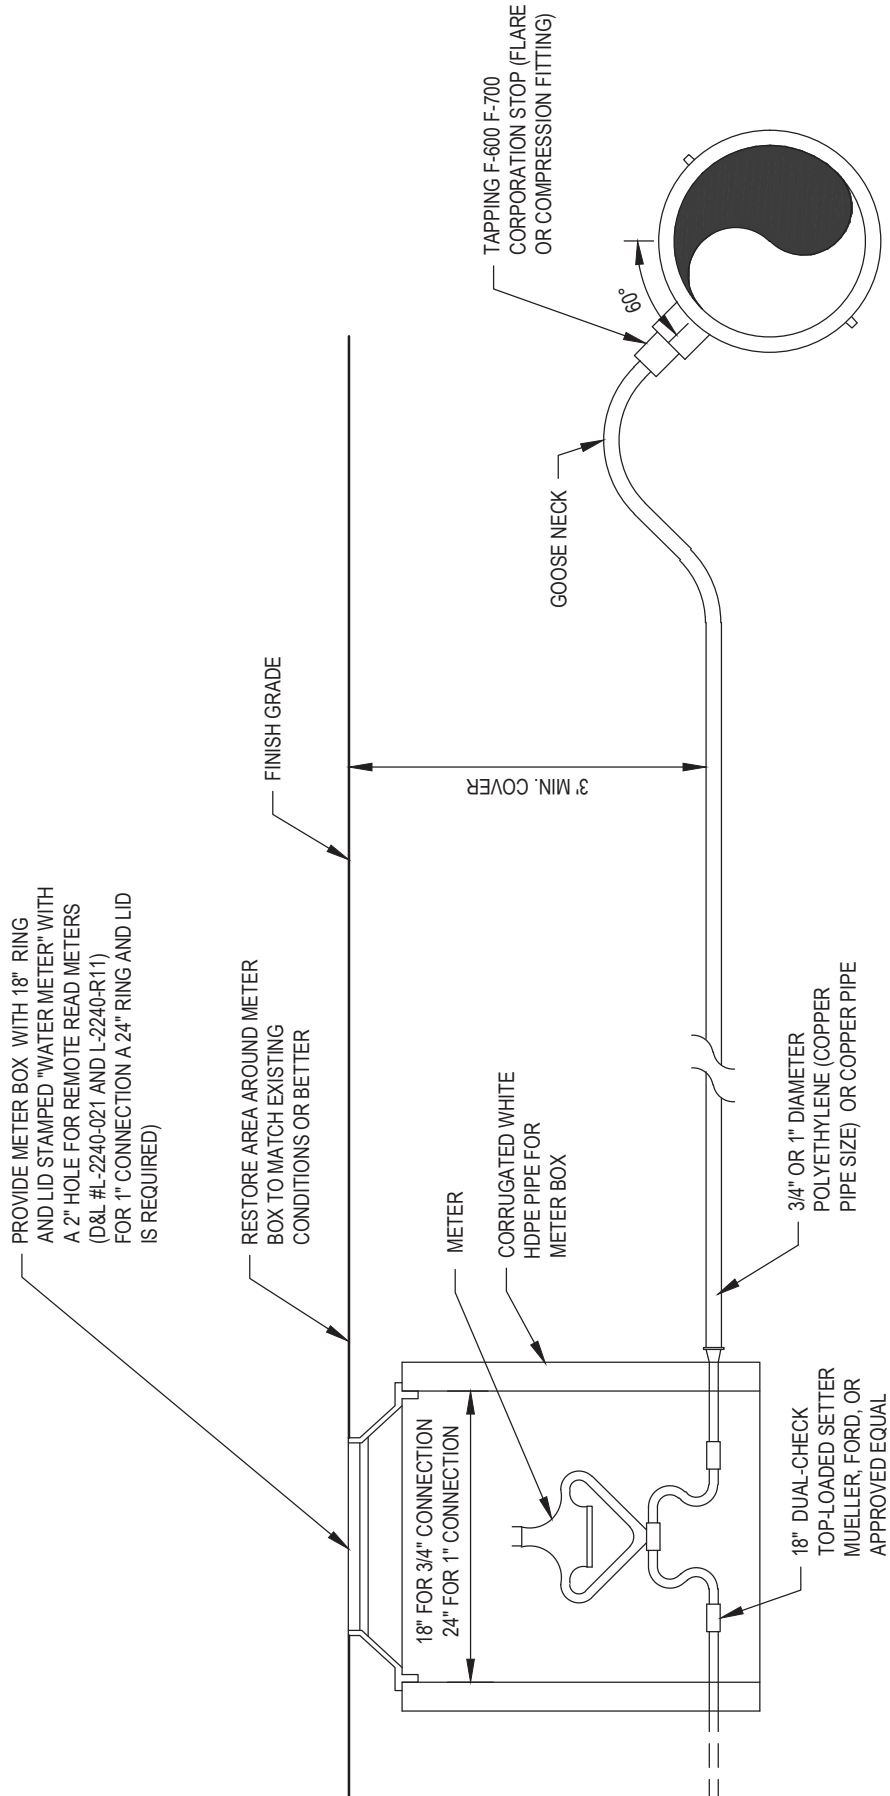 PROVIDE METER BOX WITH 18" RING
AND LID STAMPED "WATER METER" WITH
A 2" HOLE FOR REMOTE READ METERS
(D&L #L-2240-021 AND L-2240-R11)
FOR 1" CONNECTION A 24" RING AND LID
IS REQUIRED)
RESTORE AREA AROUND METER
BOX TO MATCH EXISTING
CONDITIONS OR BETTER
FINISH GRADE
TAPPING F-600 F-700
CORPORATION STOP (FLARE
OR COMPRESSION FITTING)
60°
GOOSE NECK
3' MIN. COVER
METER
CORRUGATED WHITE
HDPE PIPE FOR
METER BOX
18" FOR 3/4" CONNECTION
24" FOR 1" CONNECTION
18" DUAL-CHECK
TOP-LOADED SETTER
MUELLER, FORD, OR
APPROVED EQUAL
3/4" OR 1" DIAMETER
POLYETHYLENE (COPPER
PIPE SIZE) OR COPPER PIPE